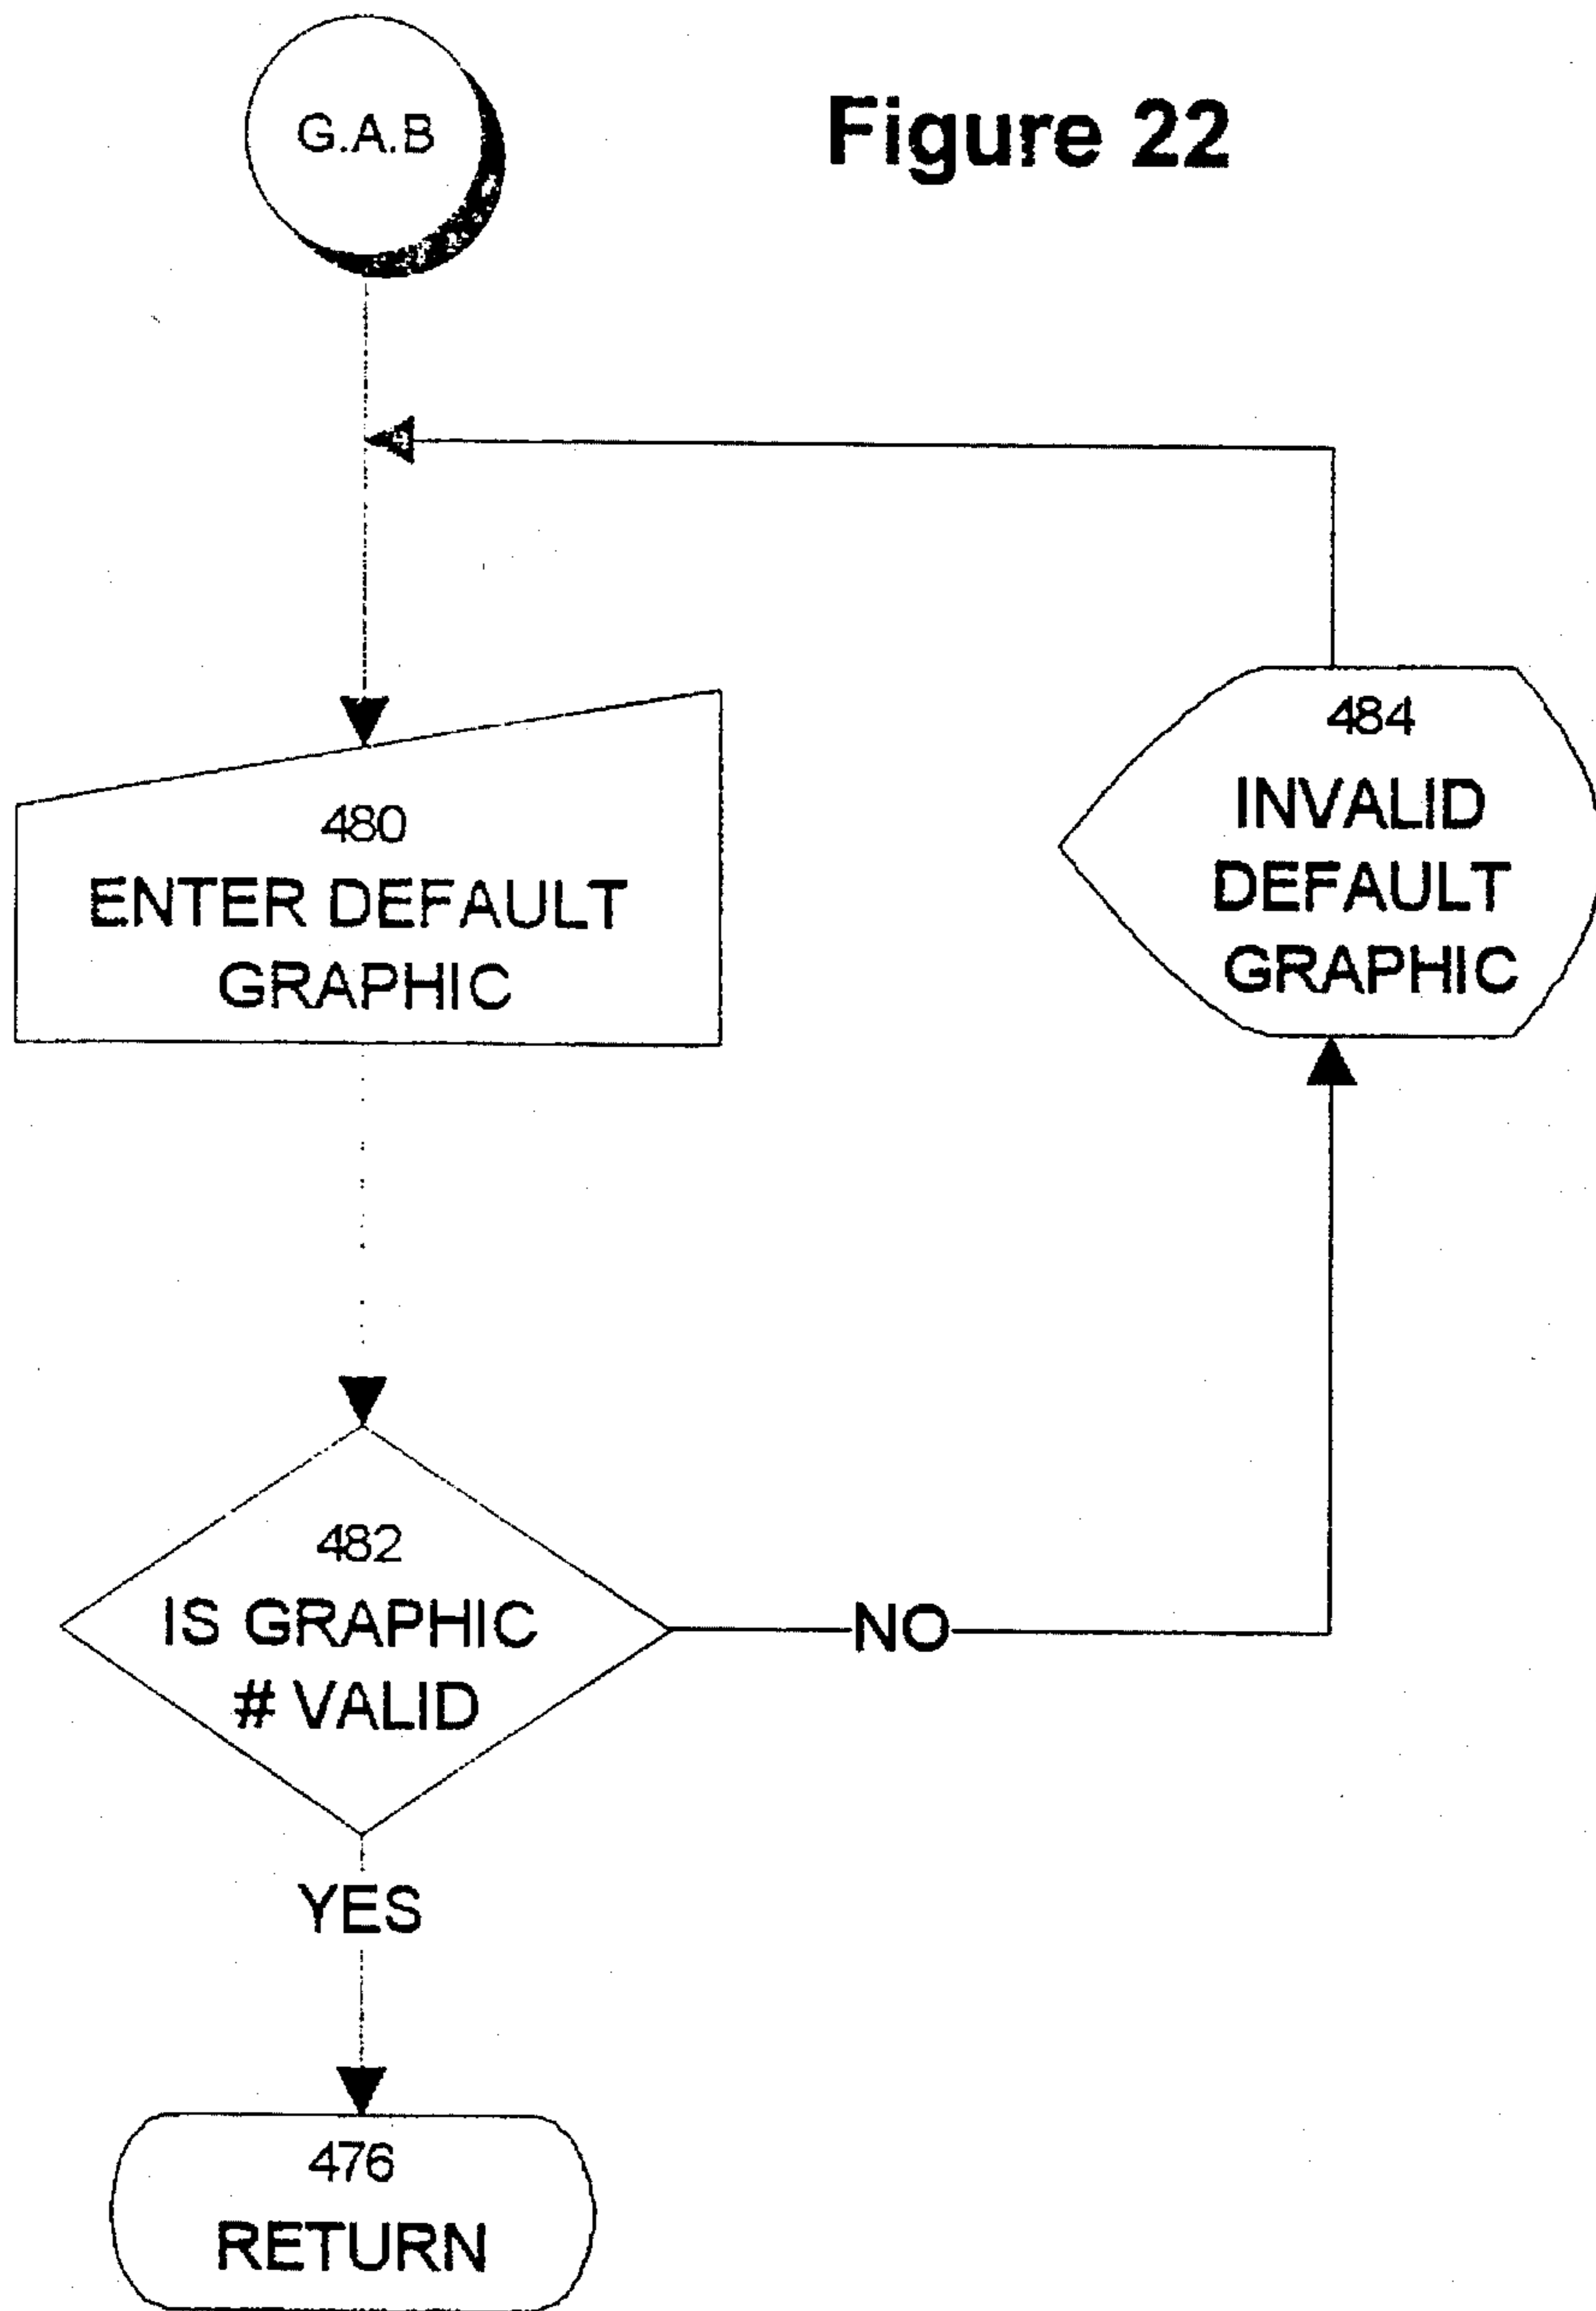 G.A.B
Figure 22
480
ENTER DEFAULT
GRAPHIC
484
INVALID
DEFAULT
GRAPHIC
482
IS GRAPHIC
# VALID
NO
YES
476
RETURN